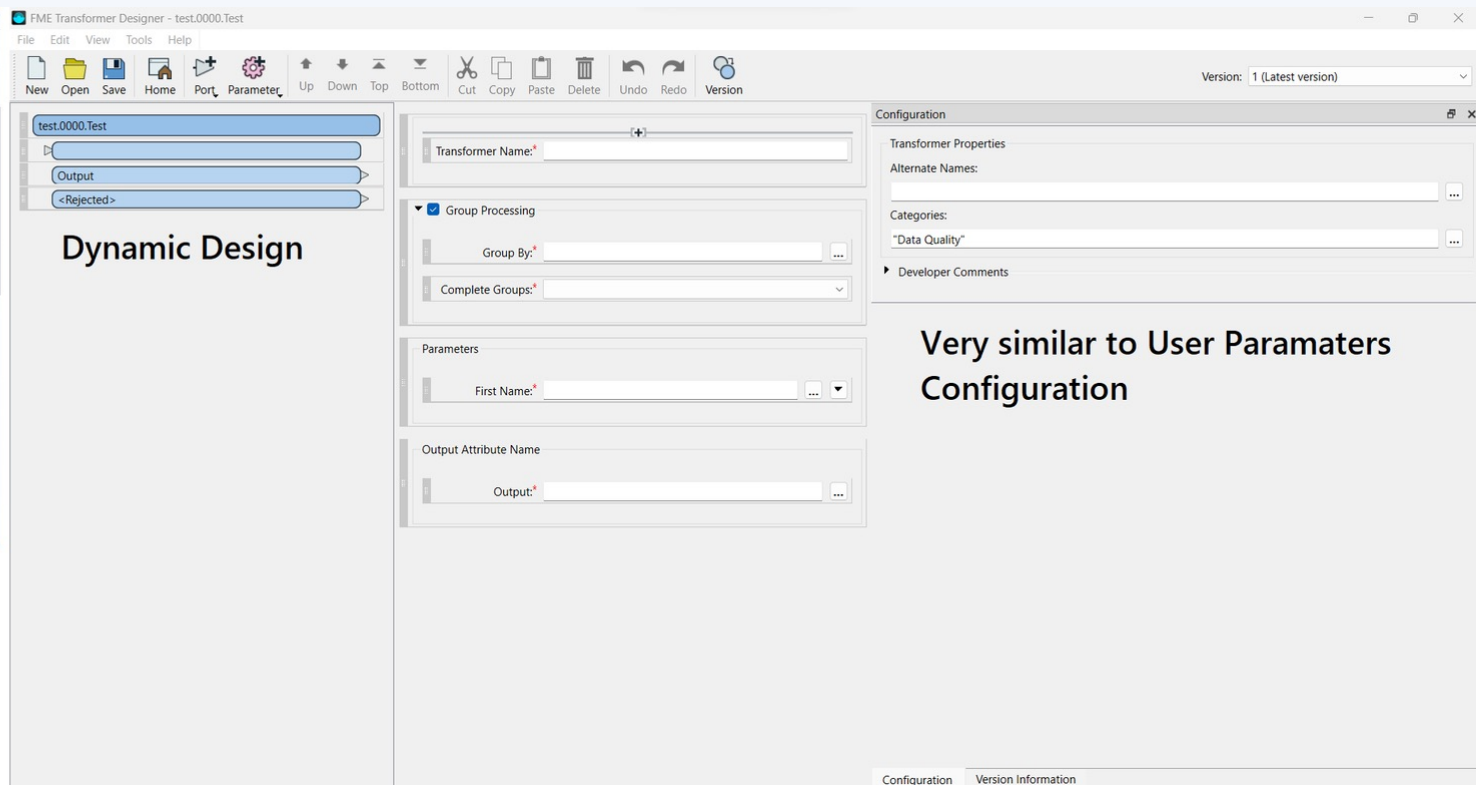 FME Transformer Designer - test.0000.Test
File Edit View Tools Help
New Open Save Home Port Parameter Up Down Top Bottom Cut Copy Paste Delete Undo Redo Version
Version: 1 (Latest version)
test.0000.Test
Output
<Rejected>
Dynamic Design
[+]
Transformer Name:*
Group Processing
Group By:* ...
Complete Groups:*
Parameters
First Name:* ...
Output Attribute Name
Output:* ...
Configuration
Transformer Properties
Alternate Names:
...
Categories:
"Data Quality" ...
Developer Comments
Very similar to User Paramaters
Configuration
Configuration Version Information